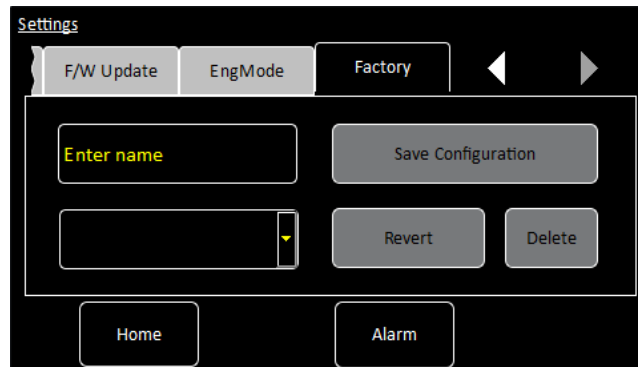 Settings
F/W Update EngMode Factory
Enter name Save Configuration
Revert Delete
Home Alarm